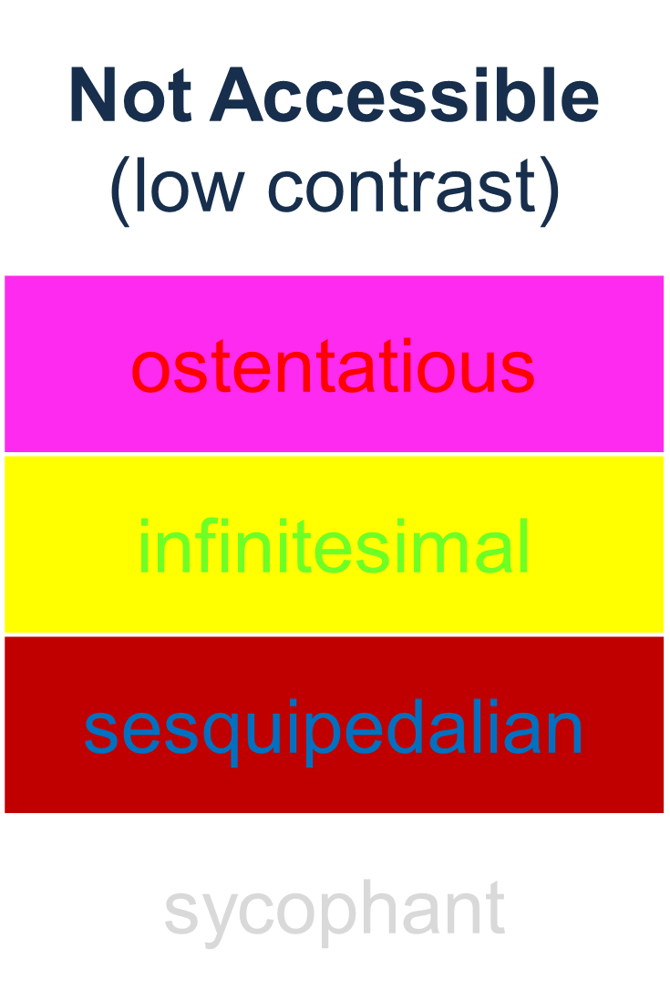 Not Accessible
(low contrast)
ostentatious
infinitesimal
sesquipedalian
sycophant